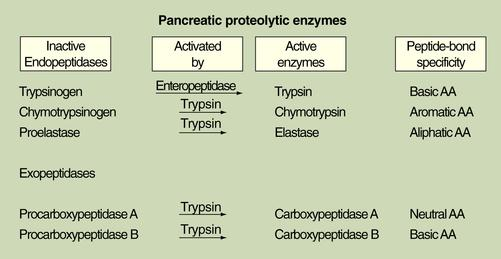 Pancreatic proteolytic enzymes
Inactive Endopeptidases Activated by Active enzymes Peptide-bond specificity
Trypsinogen Enteropeptidase Trypsin Basic AA
Chymotrypsinogen Trypsin Chymotrypsin Aromatic AA
Proelastase Trypsin Elastase Aliphatic AA
Exopeptidases
Procarboxypeptidase A Trypsin Carboxypeptidase A Neutral AA
Procarboxypeptidase B Trypsin Carboxypeptidase B Basic AA